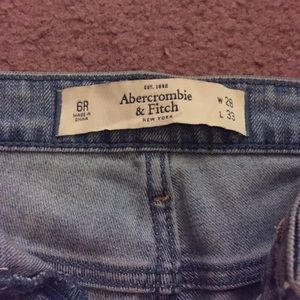 EST. 1892
6R
MADE IN
CHINA
Abercrombie
& Fitch
NEW YORK
W 28
L 33